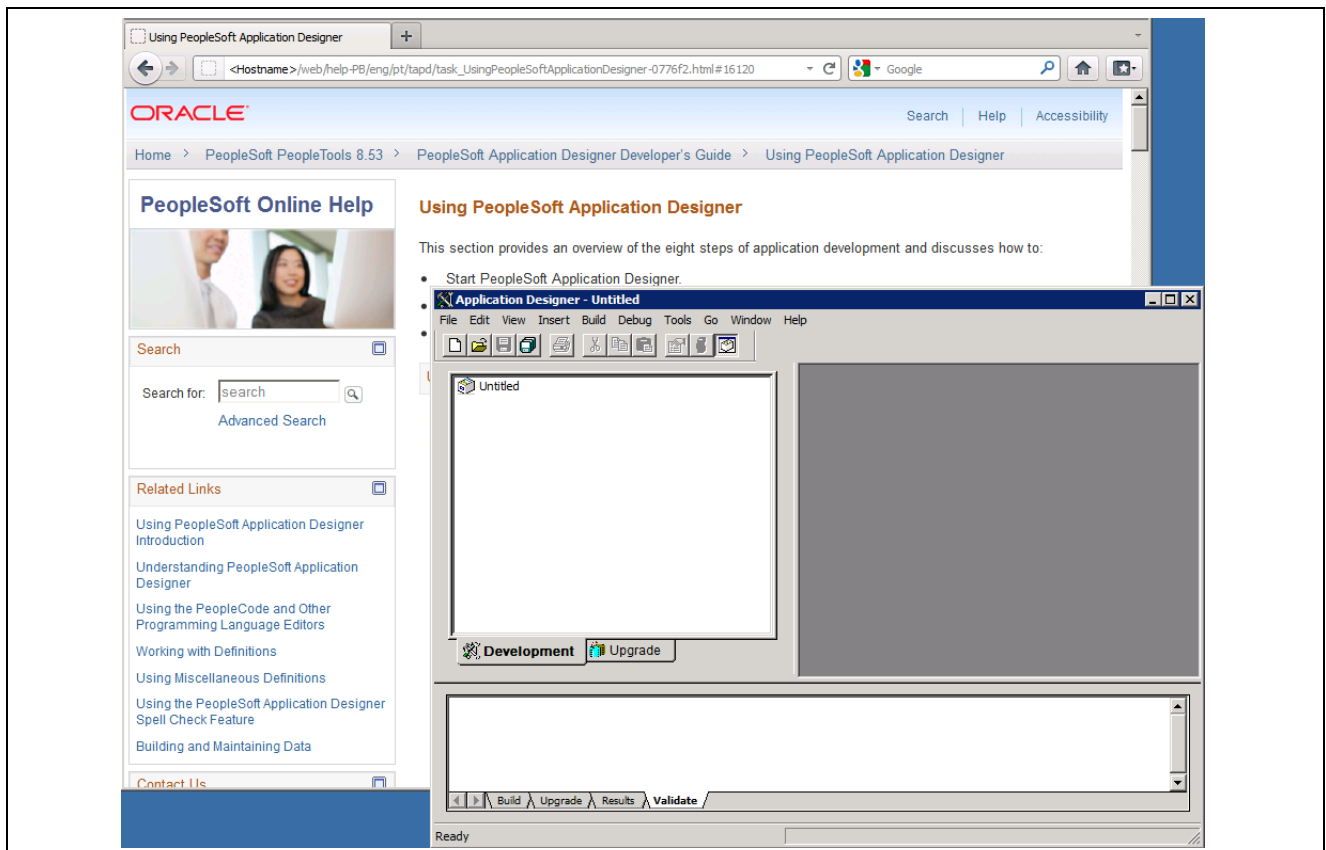 Using PeopleSoft Application Designer
<Hostname>/web/help-PB/eng/pt/tapd/task_UsingPeopleSoftApplicationDesigner-0776f2.html#16120
Google
ORACLE
Search | Help | Accessibility
Home > PeopleSoft PeopleTools 8.53 > PeopleSoft Application Designer Developer's Guide > Using PeopleSoft Application Designer
PeopleSoft Online Help
Search
Search for: search
Advanced Search
Related Links
Using PeopleSoft Application Designer
Introduction
Understanding PeopleSoft Application
Designer
Using the PeopleCode and Other
Programming Language Editors
Working with Definitions
Using Miscellaneous Definitions
Using the PeopleSoft Application Designer
Spell Check Feature
Building and Maintaining Data
Contact Us
Using PeopleSoft Application Designer
This section provides an overview of the eight steps of application development and discusses how to:
• Start PeopleSoft Application Designer.
Application Designer - Untitled
File Edit View Insert Build Debug Tools Go Window Help
Untitled
Development Upgrade
Build Upgrade Results Validate
Ready